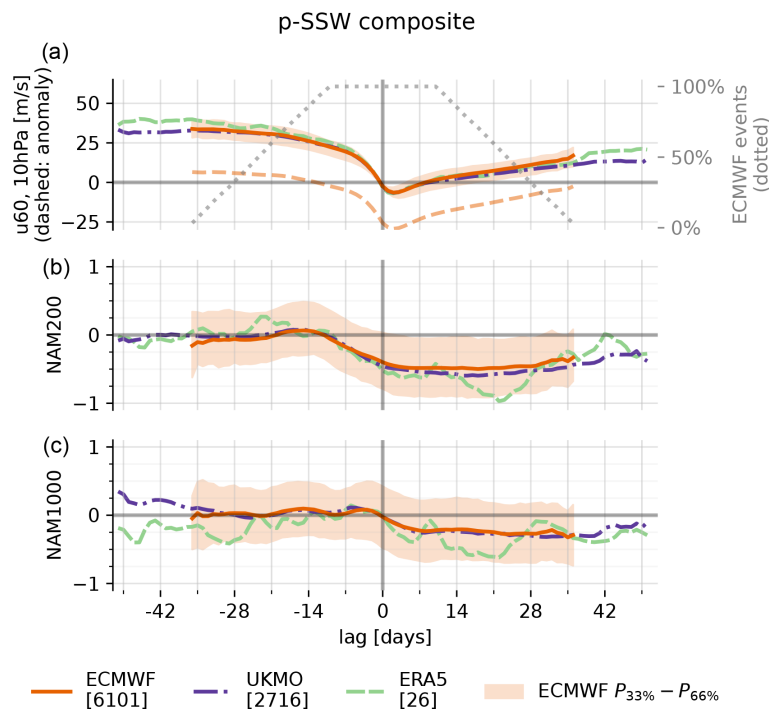 p-SSW composite
(a)
u60, 10hPa [m/s]
(dashed: anomaly)
50
25
0
−25
100%
50%
0%
ECMWF events
(dotted)
(b)
NAM200
1
0
−1
(c)
NAM1000
1
0
−1
-42 -28 -14 0 14 28 42
lag [days]
ECMWF UKMO ERA5 ECMWF P33% − P66%
[6101] [2716] [26]